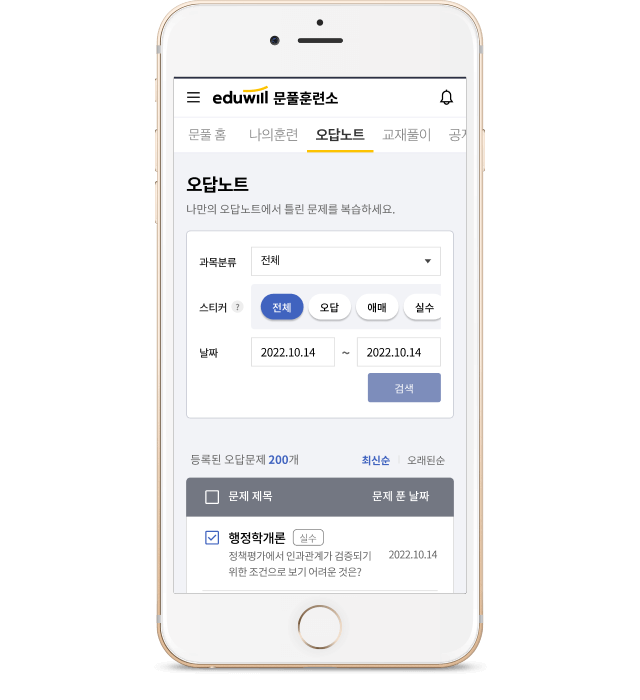 eduwill 문풀훈련소
문풀 홈 나의훈련 오답노트 교재풀이
오답노트
나만의 오답노트에서 틀린 문제를 복습하세요.
과목분류 전체
스티커 ? 전체 오답 애매 실수
날짜 2022.10.14 ~ 2022.10.14
검색
등록된 오답문제 200개 최신순 오래된순
문제 제목 문제 푼 날짜
행정학개론 실수
정책평가에서 인과관계가 검증되기 2022.10.14
위한 조건으로 보기 어려운 것은?